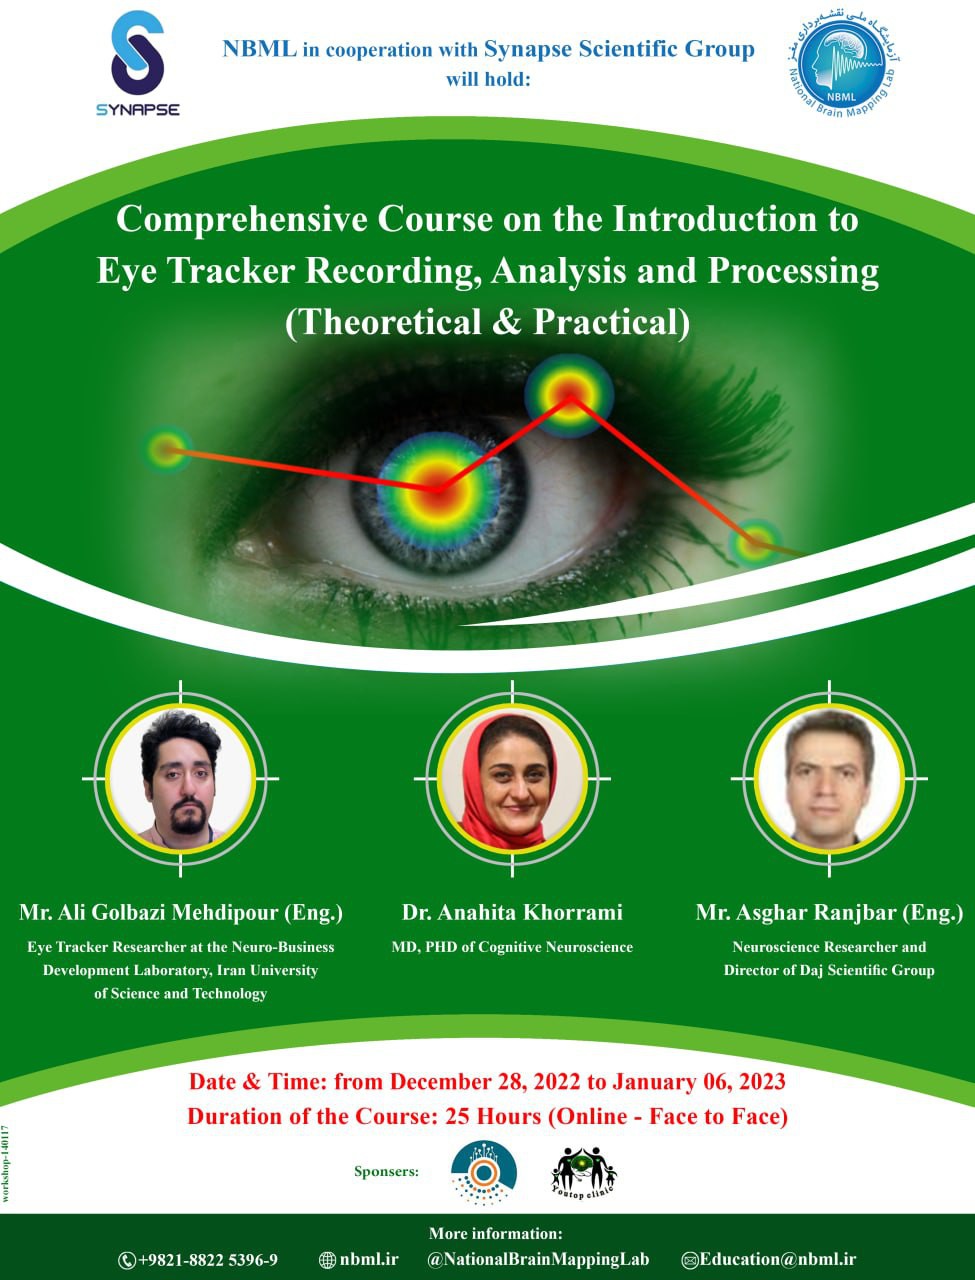 SYNAPSE
NBML in cooperation with Synapse Scientific Group
will hold:
آزمایشگاه ملی نقشه‌برداری مغز
NBML
National Brain Mapping Lab
Comprehensive Course on the Introduction to
Eye Tracker Recording, Analysis and Processing
(Theoretical & Practical)
Mr. Ali Golbazi Mehdipour (Eng.)
Eye Tracker Researcher at the Neuro-Business
Development Laboratory, Iran University
of Science and Technology
Dr. Anahita Khorrami
MD, PHD of Cognitive Neuroscience
Mr. Asghar Ranjbar (Eng.)
Neuroscience Researcher and
Director of Daj Scientific Group
Date & Time: from December 28, 2022 to January 06, 2023
Duration of the Course: 25 Hours (Online - Face to Face)
workshop-140117
Sponsers:
Youtop clinic
More information:
+9821-8822 5396-9
nbml.ir
@NationalBrainMappingLab
Education@nbml.ir